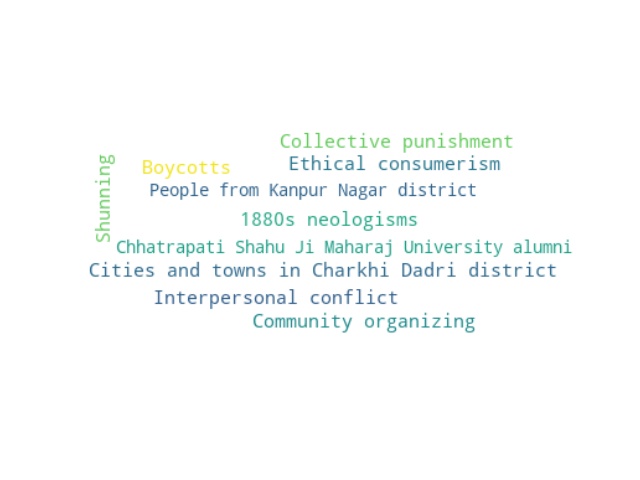 Collective punishment
Boycotts
Ethical consumerism
Shunning
People from Kanpur Nagar district
1880s neologisms
Chhatrapati Shahu Ji Maharaj University alumni
Cities and towns in Charkhi Dadri district
Interpersonal conflict
Community organizing